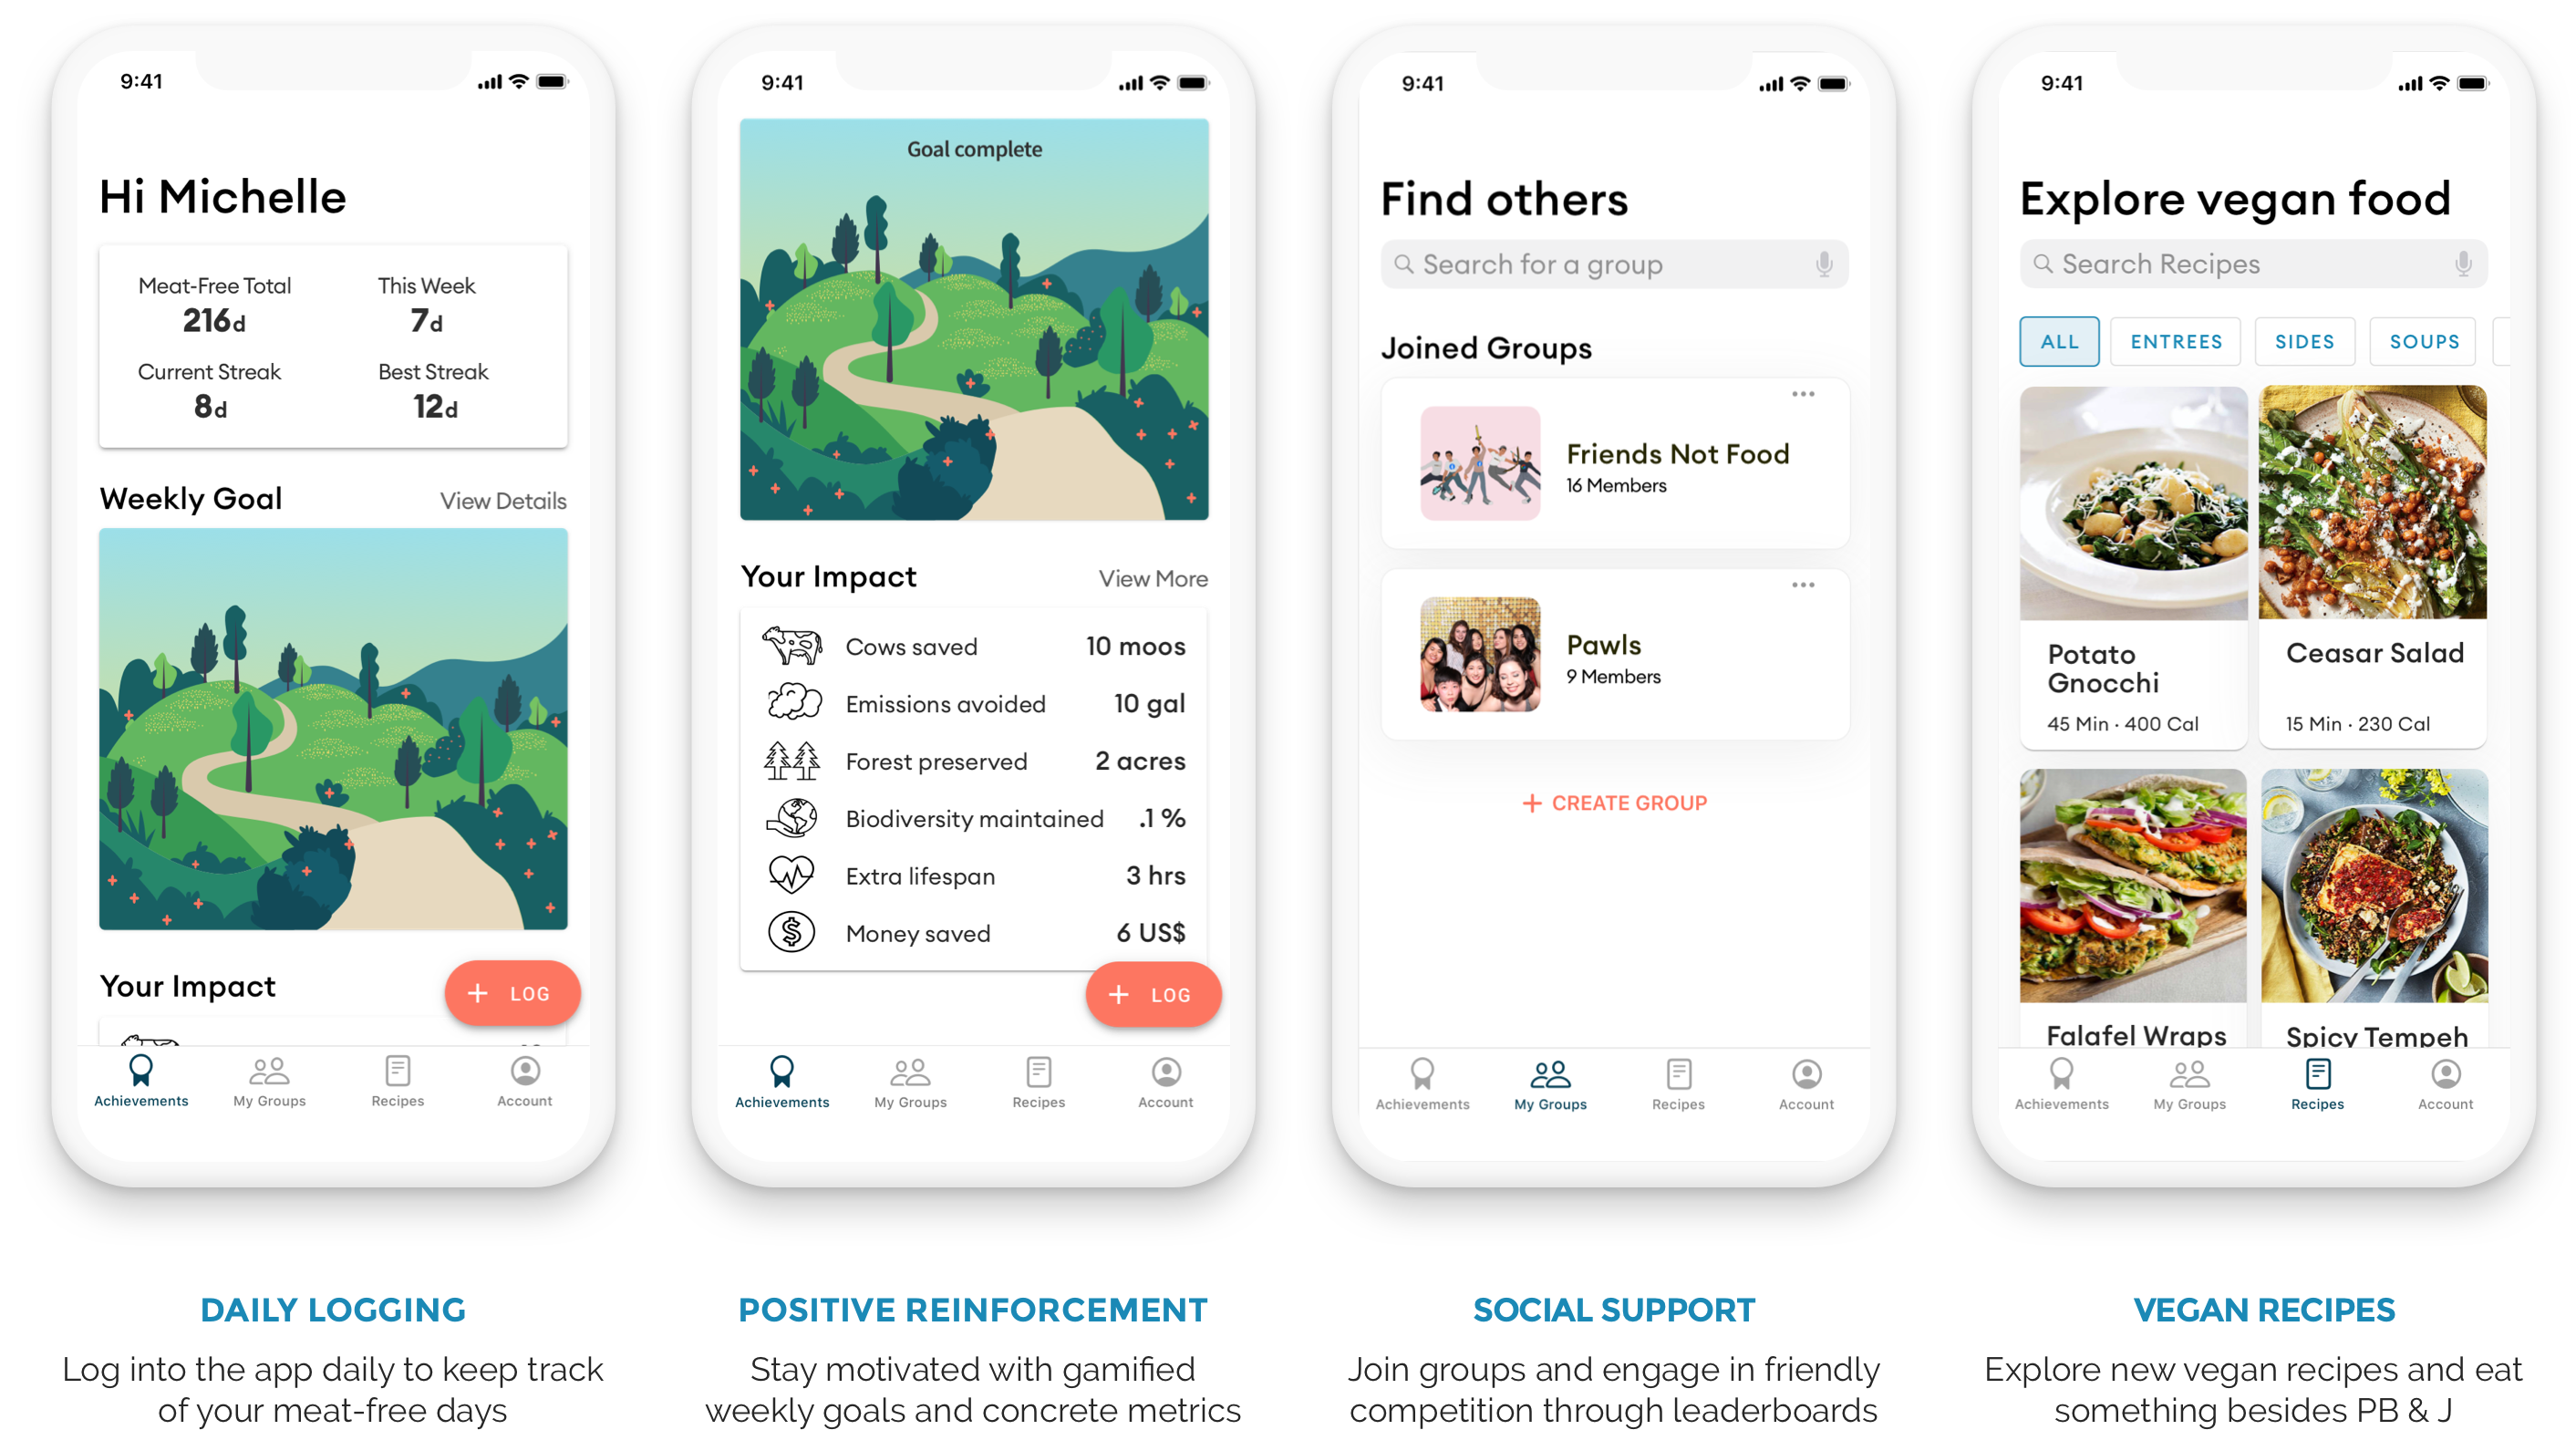 9:41
Hi Michelle
Meat-Free Total
216d
This Week
7d
Current Streak
8d
Best Streak
12d
Weekly Goal
View Details
Your Impact
+ LOG
Achievements
My Groups
Recipes
Account
DAILY LOGGING
Log into the app daily to keep track
of your meat-free days
9:41
Goal complete
Your Impact
View More
Cows saved 10 moos
Emissions avoided 10 gal
Forest preserved 2 acres
Biodiversity maintained .1 %
Extra lifespan 3 hrs
Money saved 6 US$
+ LOG
Achievements
My Groups
Recipes
Account
POSITIVE REINFORCEMENT
Stay motivated with gamified
weekly goals and concrete metrics
9:41
Find others
Search for a group
Joined Groups
Friends Not Food
16 Members
Pawls
9 Members
+ CREATE GROUP
Achievements
My Groups
Recipes
Account
SOCIAL SUPPORT
Join groups and engage in friendly
competition through leaderboards
9:41
Explore vegan food
Search Recipes
ALL
ENTREES
SIDES
SOUPS
Potato
Gnocchi
45 Min · 400 Cal
Ceasar Salad
15 Min · 230 Cal
Falafel Wraps
Spicy Tempeh
Achievements
My Groups
Recipes
Account
VEGAN RECIPES
Explore new vegan recipes and eat
something besides PB & J